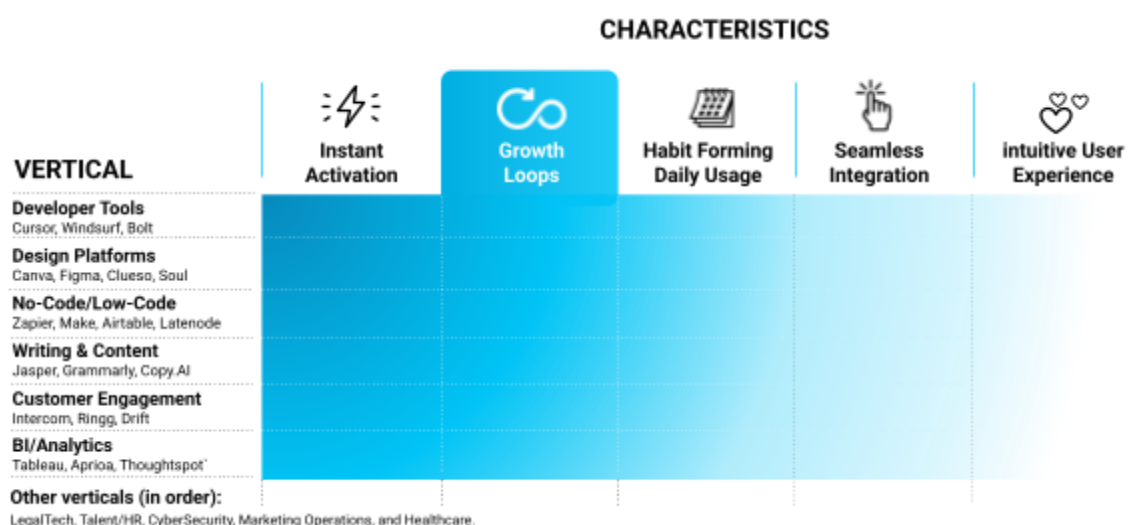 CHARACTERISTICS
Instant
Activation
Growth
Loops
Habit Forming
Daily Usage
Seamless
Integration
intuitive User
Experience
VERTICAL
Developer Tools
Cursor, Windsurf, Bolt
Design Platforms
Canva, Figma, Clueso, Soul
No-Code/Low-Code
Zapier, Make, Airtable, Latenode
Writing & Content
Jasper, Grammarly, Copy.AI
Customer Engagement
Intercom, Ringg, Drift
BI/Analytics
Tableau, Aprioa, Thoughtspot`
Other verticals (in order):
LegalTech, Talent/HR, CyberSecurity, Marketing Operations, and Healthcare.